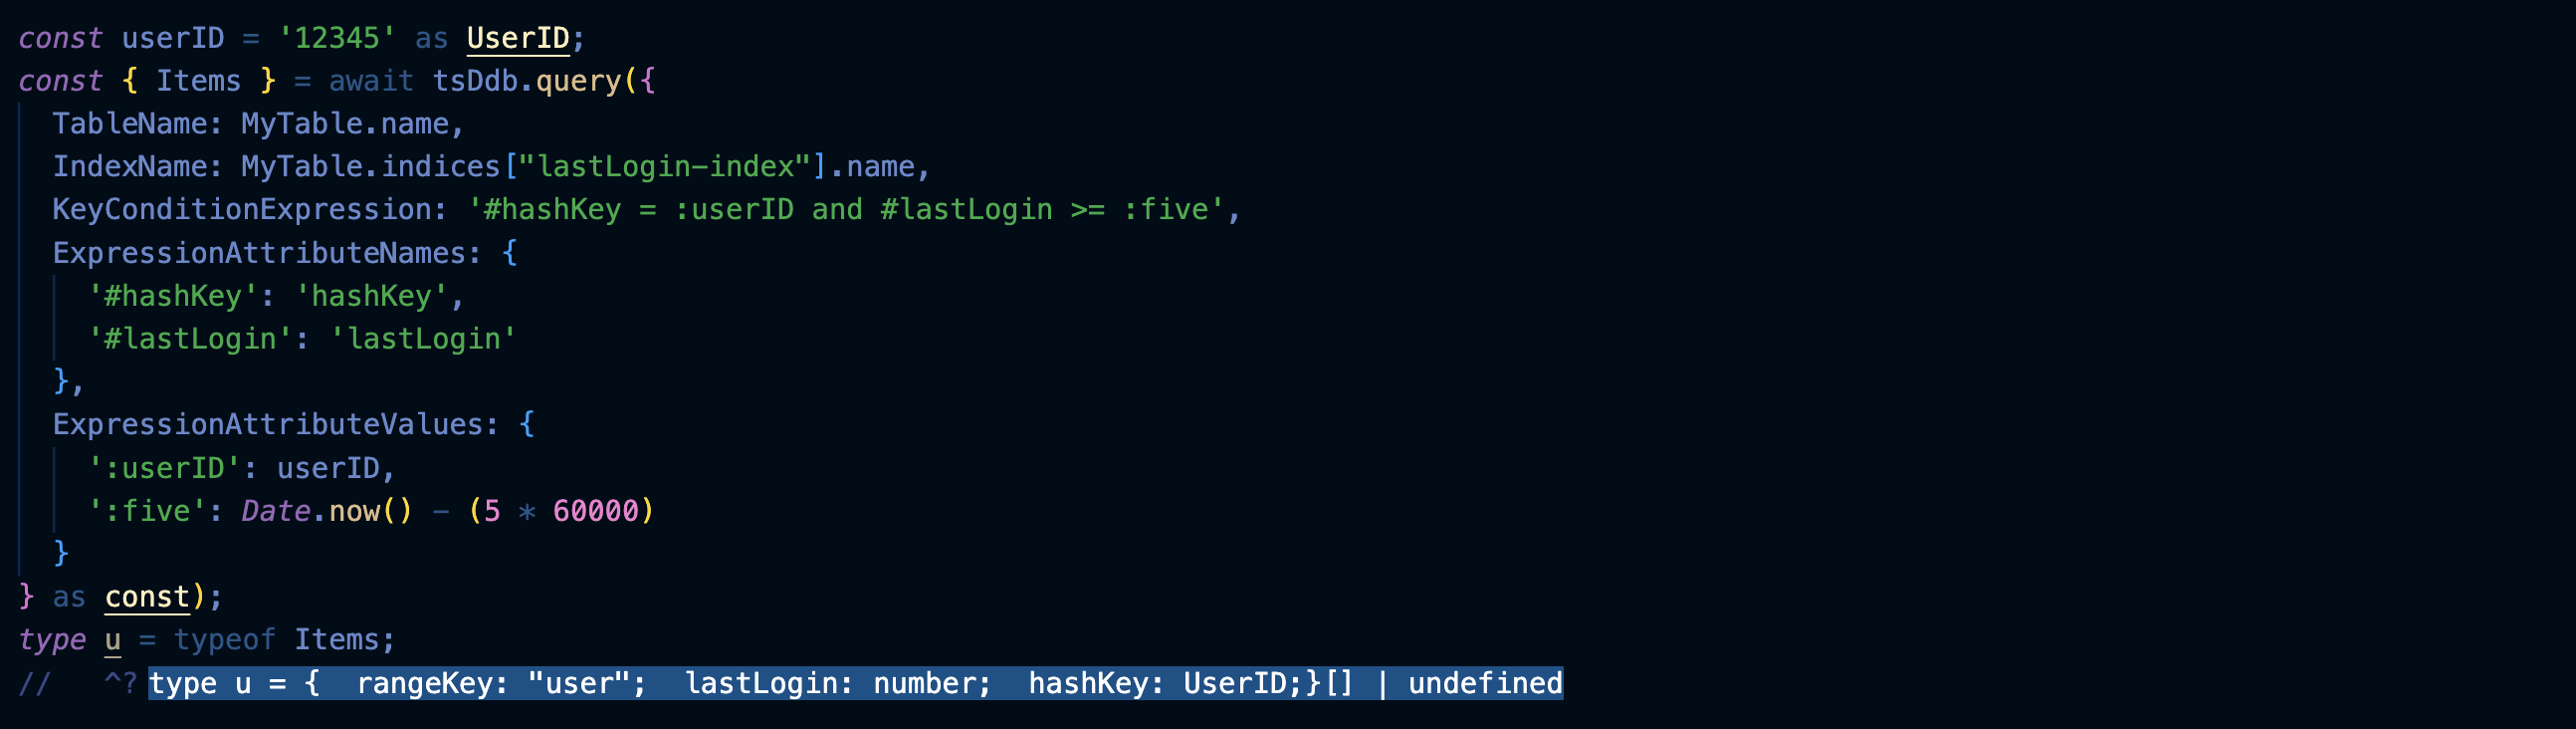 const userID = '12345' as UserID;
const { Items } = await tsDdb.query({
  TableName: MyTable.name,
  IndexName: MyTable.indices["lastLogin-index"].name,
  KeyConditionExpression: '#hashKey = :userID and #lastLogin >= :five',
  ExpressionAttributeNames: {
    '#hashKey': 'hashKey',
    '#lastLogin': 'lastLogin'
  },
  ExpressionAttributeValues: {
    ':userID': userID,
    ':five': Date.now() - (5 * 60000)
  }
} as const);
type u = typeof Items;
//   ^? type u = {  rangeKey: "user";  lastLogin: number;  hashKey: UserID;}[] | undefined